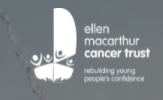 ellen
macarthur
cancer trust
rebuilding young
people's confidence